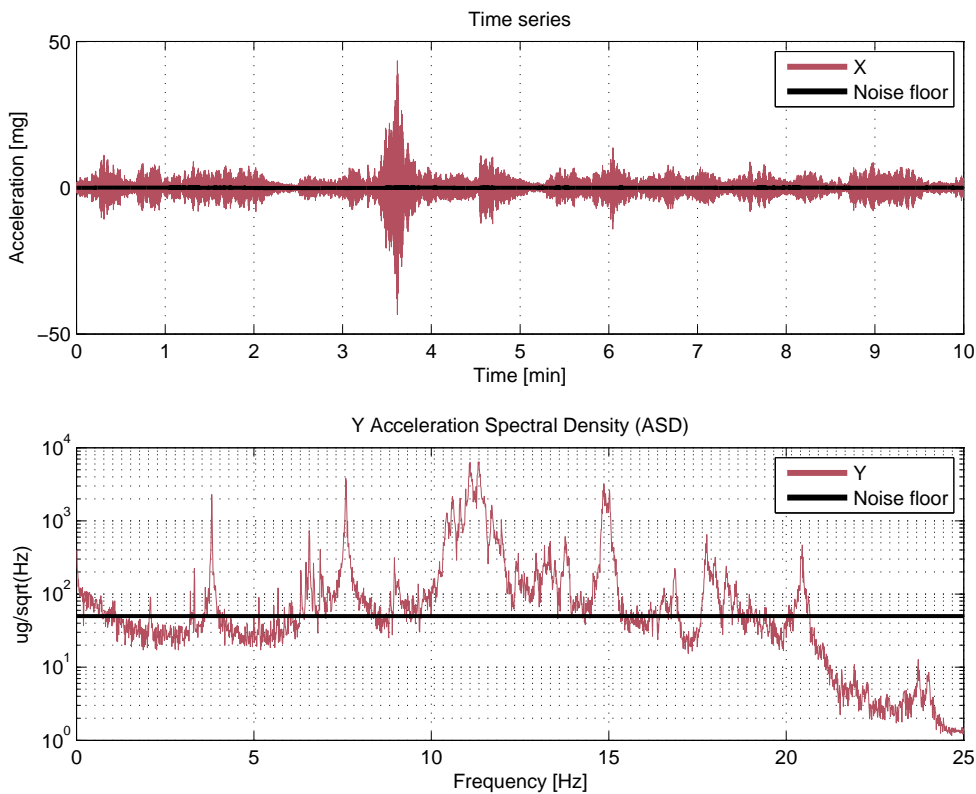 Time series
50
0
−50
Acceleration [mg]
X
Noise floor
0 1 2 3 4 5 6 7 8 9 10
Time [min]
Y Acceleration Spectral Density (ASD)
10^4
10^3
10^2
10^1
10^0
ug/sqrt(Hz)
Y
Noise floor
0 5 10 15 20 25
Frequency [Hz]